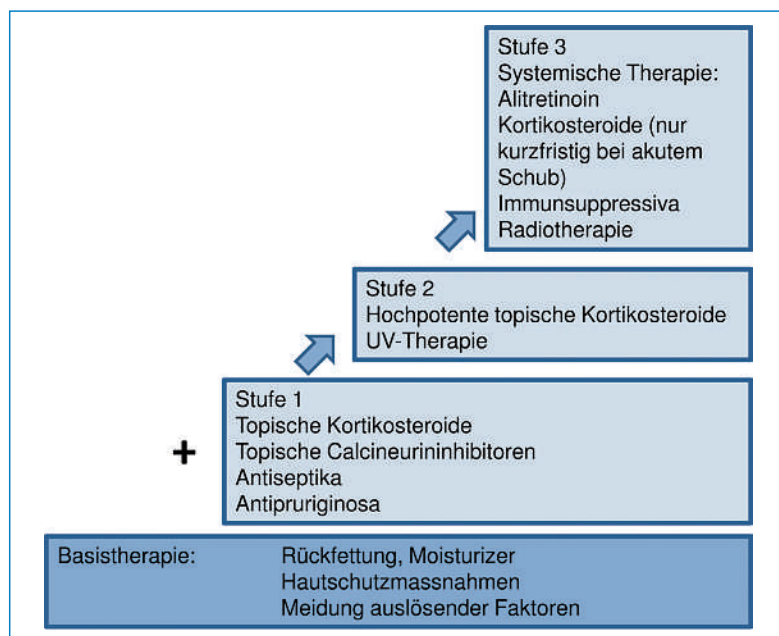 Stufe 3
Systemische Therapie:
Alitretinoin
Kortikosteroide (nur
kurzfristig bei akutem
Schub)
Immunsuppressiva
Radiotherapie
Stufe 2
Hochpotente topische Kortikosteroide
UV-Therapie
Stufe 1
Topische Kortikosteroide
Topische Calcineurininhibitoren
Antiseptika
Antipruriginosa
+
Basistherapie: Rückfettung, Moisturizer
Hautschutzmassnahmen
Meidung auslösender Faktoren